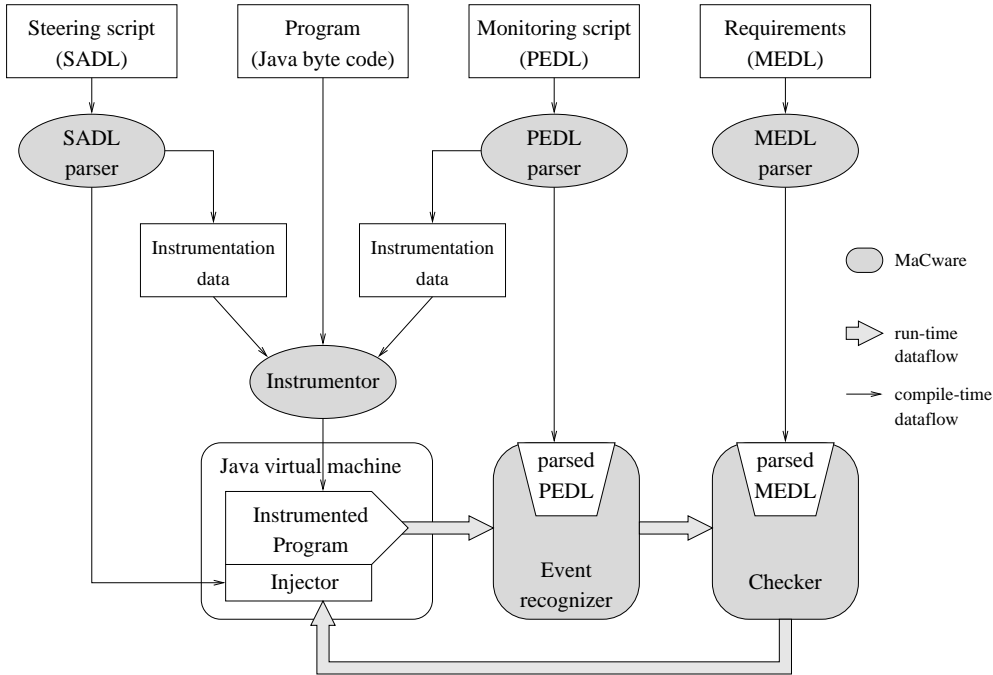 Steering script
(SADL)
Program
(Java byte code)
Monitoring script
(PEDL)
Requirements
(MEDL)
SADL
parser
PEDL
parser
MEDL
parser
Instrumentation
data
Instrumentation
data
MaCware
run-time
dataflow
compile-time
dataflow
Instrumentor
Java virtual machine
Instrumented
Program
Injector
parsed
PEDL
Event
recognizer
parsed
MEDL
Checker